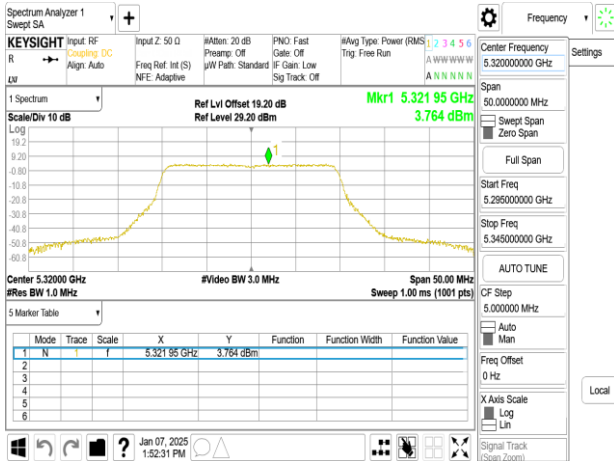 Spectrum Analyzer 1
Swept SA
+
Frequency
KEYSIGHT
R
Input: RF
Coupling: DC
Align: Auto
Input Z: 50 Ω
Freq Ref: Int (S)
NFE: Adaptive
#Atten: 20 dB
Preamp: Off
µW Path: Standard
PNO: Fast
Gate: Off
IF Gain: Low
Sig Track: Off
#Avg Type: Power (RMS
Trig: Free Run
1 2 3 4 5 6
A W W W W W
A N N N N N
1 Spectrum
Scale/Div 10 dB
Log
Ref Lvl Offset 19.20 dB
Ref Level 29.20 dBm
Mkr1 5.321 95 GHz
3.764 dBm
1
19.2
9.20
-0.80
-10.8
-20.8
-30.8
-40.8
-50.8
-60.8
Center 5.32000 GHz
#Res BW 1.0 MHz
#Video BW 3.0 MHz
Span 50.00 MHz
Sweep 1.00 ms (1001 pts)
5 Marker Table
Mode Trace Scale X Y Function Function Width Function Value
1 N 1 f 5.321 95 GHz 3.764 dBm
2
3
4
5
6
?
Jan 07, 2025
1:52:31 PM
Center Frequency
5.320000000 GHz
Span
50.0000000 MHz
Swept Span
Zero Span
Full Span
Start Freq
5.295000000 GHz
Stop Freq
5.345000000 GHz
AUTO TUNE
CF Step
5.000000 MHz
Auto
Man
Freq Offset
0 Hz
X Axis Scale
Log
Lin
Signal Track
(Span Zoom)
Settings
Local